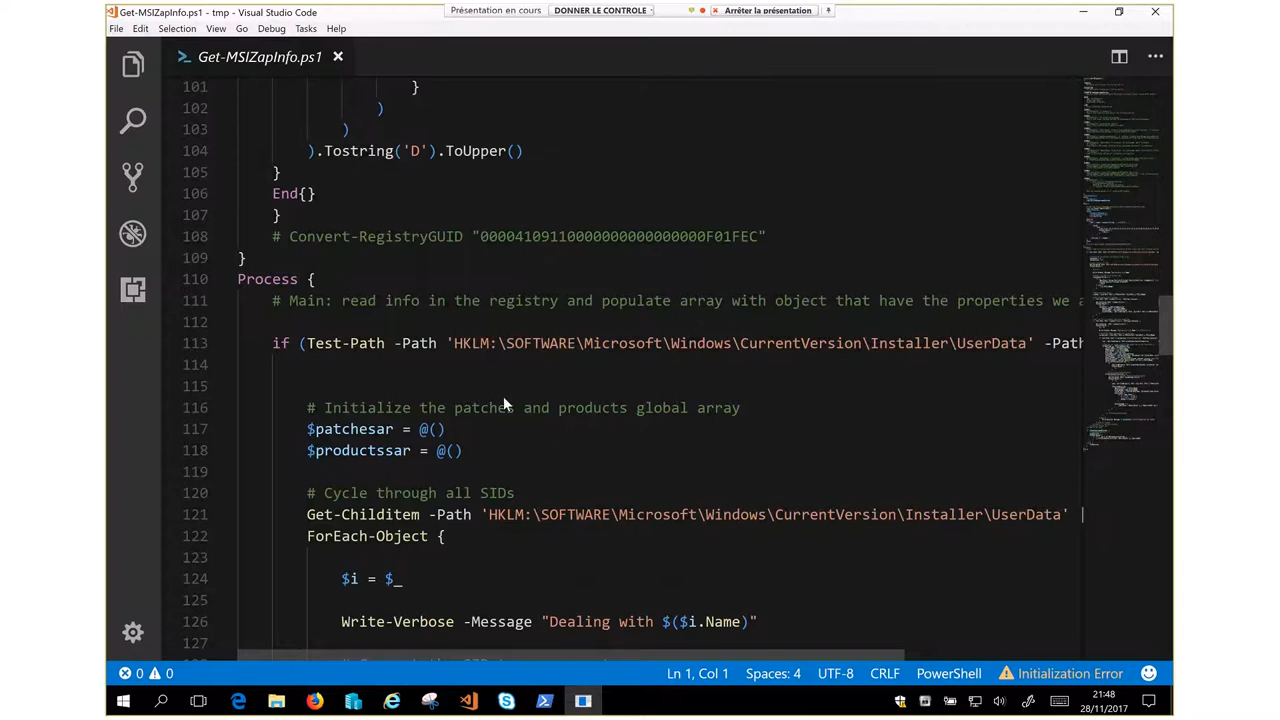 Get-MSIZapInfo.ps1 - tmp - Visual Studio Code
Présentation en cours DONNER LE CONTROLE Arrêter la présentation
File Edit Selection View Go Debug Tasks Help
Get-MSIZapInfo.ps1
101 }
102 )
103 )
104 ).Tostring('D').ToUpper()
105 }
106 End{}
107 }
108 # Convert-RegistryGUID "00004109110000000000000000F01FEC"
109 }
110 Process {
111 # Main: read info in the registry and populate array with object that have the properties we a
112
113 if (Test-Path -Path 'HKLM:\SOFTWARE\Microsoft\Windows\CurrentVersion\Installer\UserData' -Path
114
115
116 # Initialize the patches and products global array
117 $patchesar = @()
118 $productssar = @()
119
120 # Cycle through all SIDs
121 Get-Childitem -Path 'HKLM:\SOFTWARE\Microsoft\Windows\CurrentVersion\Installer\UserData' |
122 ForEach-Object {
123
124 $i = $_
125
126 Write-Verbose -Message "Dealing with $($i.Name)"
127
0 0 Ln 1, Col 1 Spaces: 4 UTF-8 CRLF PowerShell Initialization Error
21:48
28/11/2017